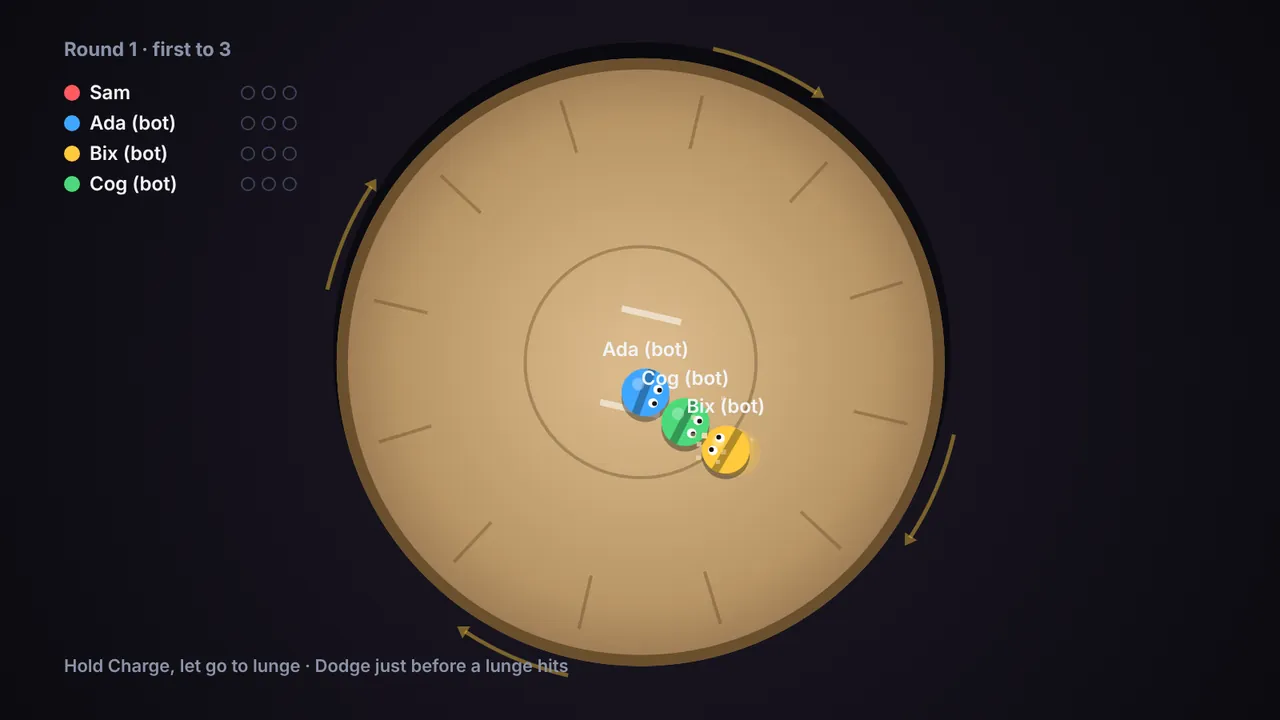 Round 1 · first to 3
Sam
Ada (bot)
Bix (bot)
Cog (bot)
Ada (bot)
Cog (bot)
Bix (bot)
Hold Charge, let go to lunge · Dodge just before a lunge hits